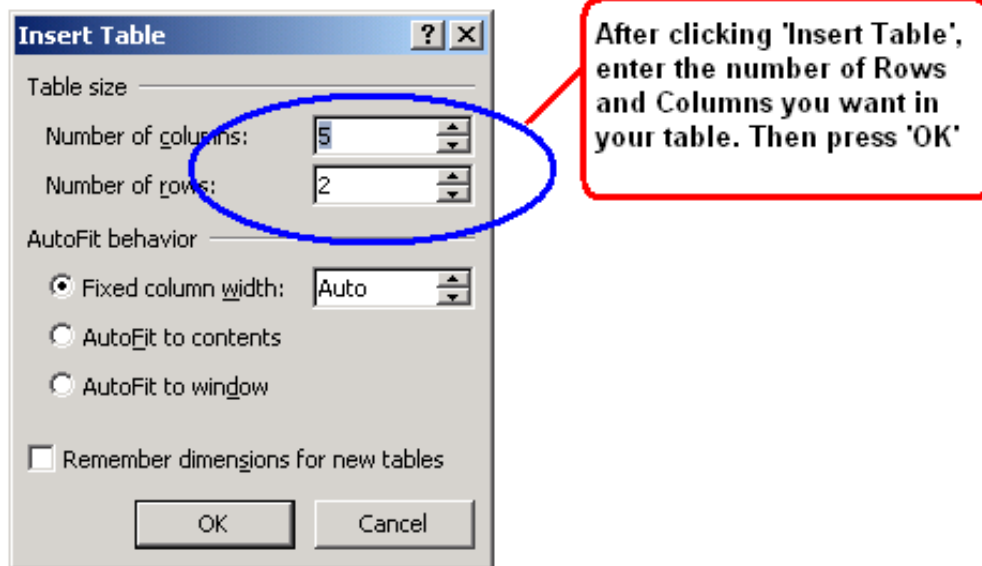 Insert Table
After clicking 'Insert Table',
enter the number of Rows
and Columns you want in
your table. Then press 'OK'
Table size
Number of columns: 5
Number of rows: 2
AutoFit behavior
Fixed column width: Auto
AutoFit to contents
AutoFit to window
Remember dimensions for new tables
OK Cancel